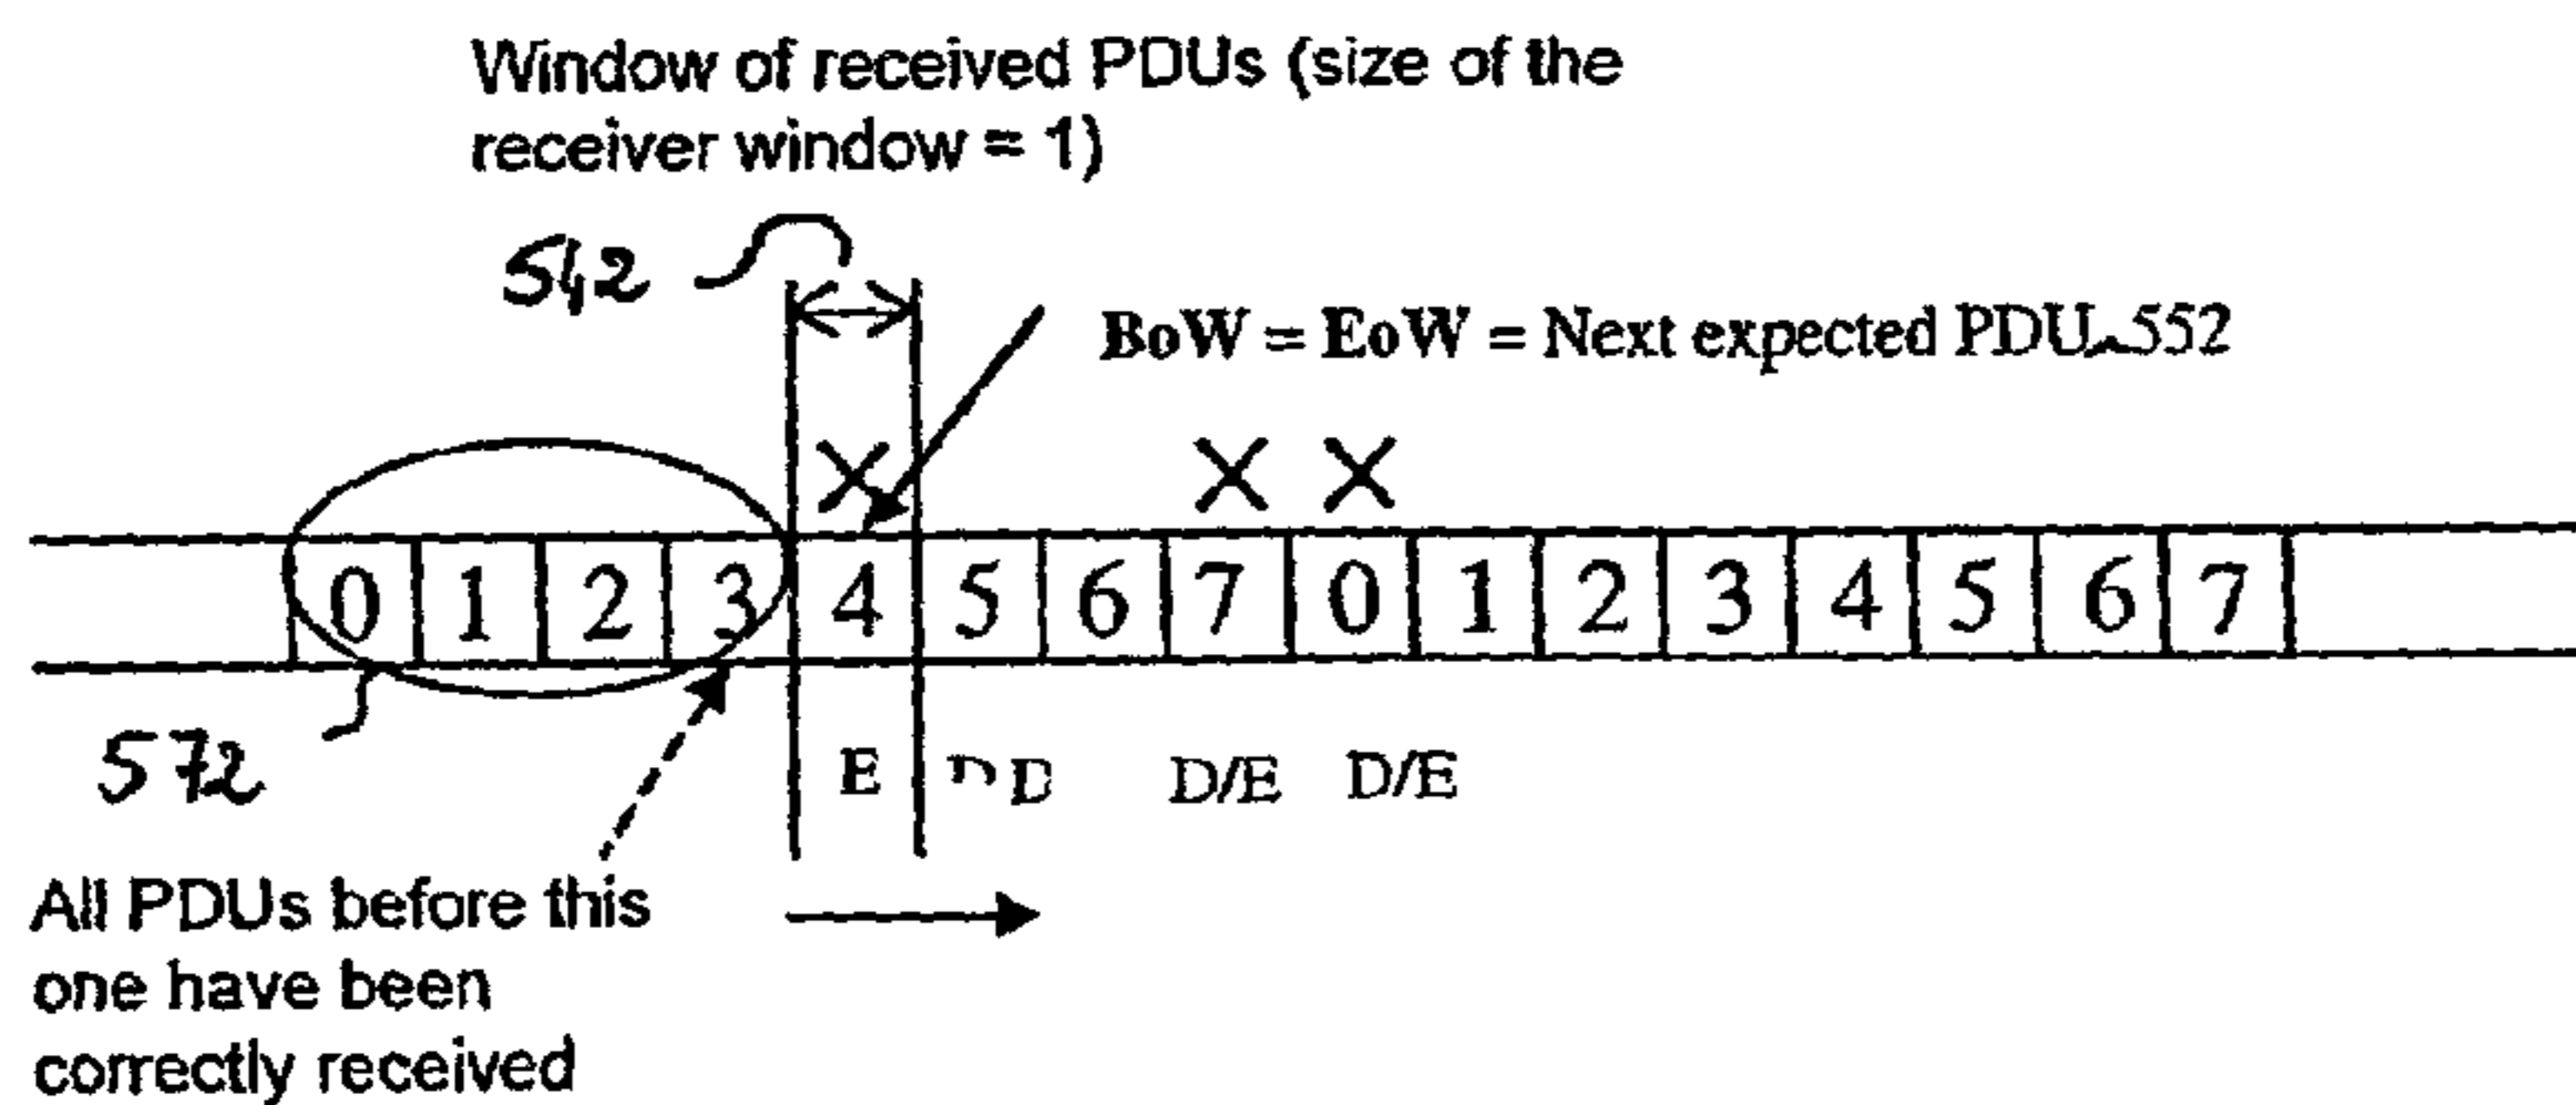 Window of received PDUs (size of the
receiver window = 1)
542
BoW = EoW = Next expected PDU 552
0 1 2 3 4 5 6 7 0 1 2 3 4 5 6 7
E D D/E D/E
572
All PDUs before this
one have been
correctly received